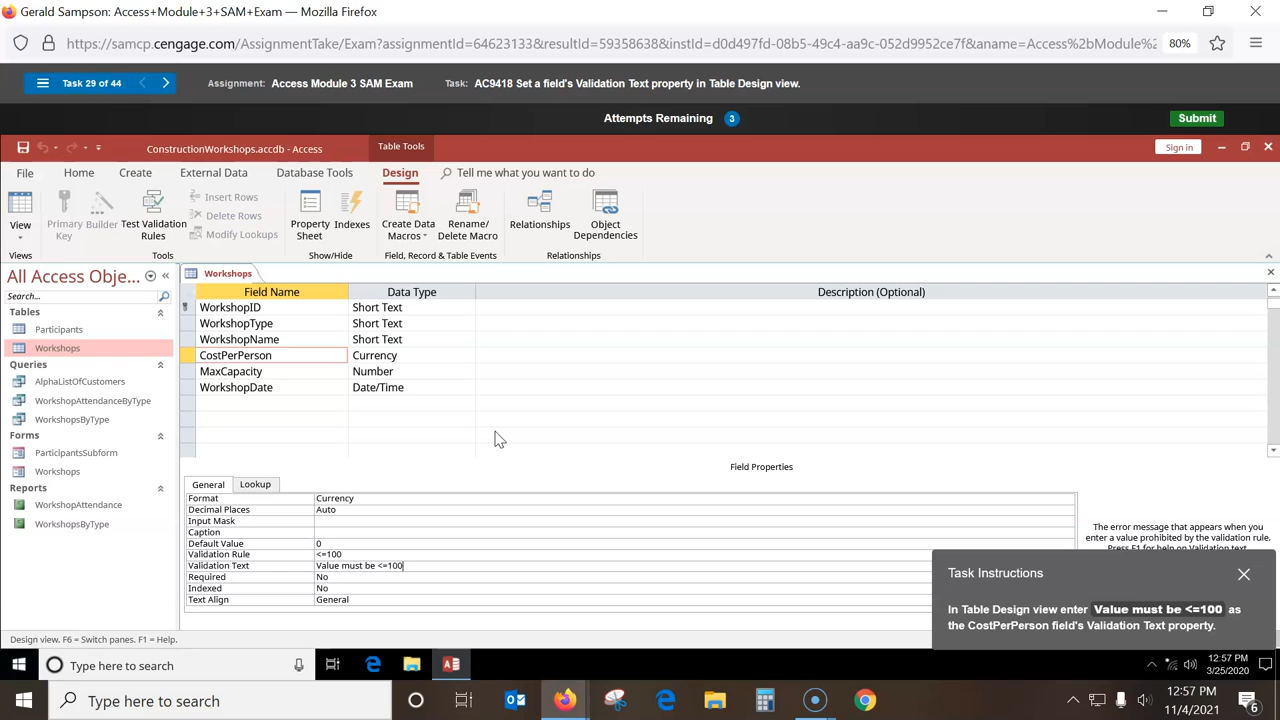 Gerald Sampson: Access+Module+3+SAM+Exam — Mozilla Firefox
https://samcp.cengage.com/AssignmentTake/Exam?assignmentId=64623133&resultId=59358638&instId=d0d497fd-08b5-49c4-aa9c-052d9952ce7f&aname=Access%2bModule%
80%
Task 29 of 44
Assignment: Access Module 3 SAM Exam
Task: AC9418 Set a field's Validation Text property in Table Design view.
Attempts Remaining 3
Submit
ConstructionWorkshops.accdb - Access
Table Tools
Sign in
File Home Create External Data Database Tools Design Tell me what you want to do
View
Primary Key
Builder
Test Validation Rules
Insert Rows
Delete Rows
Modify Lookups
Property Sheet
Indexes
Create Data Macros
Rename/ Delete Macro
Relationships
Object Dependencies
Views Tools Show/Hide Field, Record & Table Events Relationships
All Access Obje...
Search...
Tables
Participants
Workshops
Queries
AlphaListOfCustomers
WorkshopAttendanceByType
WorkshopsByType
Forms
ParticipantsSubform
Workshops
Reports
WorkshopAttendance
WorkshopsByType
Workshops
Field Name Data Type Description (Optional)
WorkshopID Short Text
WorkshopType Short Text
WorkshopName Short Text
CostPerPerson Currency
MaxCapacity Number
WorkshopDate Date/Time
Field Properties
General Lookup
Format Currency
Decimal Places Auto
Input Mask
Caption
Default Value 0
Validation Rule <=100
Validation Text Value must be <=100
Required No
Indexed No
Text Align General
The error message that appears when you
enter a value prohibited by the validation rule.
Press F1 for help on Validation text
Task Instructions
In Table Design view enter Value must be <=100 as
the CostPerPerson field's Validation Text property.
Design view. F6 = Switch panes. F1 = Help.
Type here to search
12:57 PM
3/25/2020
Type here to search
12:57 PM
11/4/2021
6